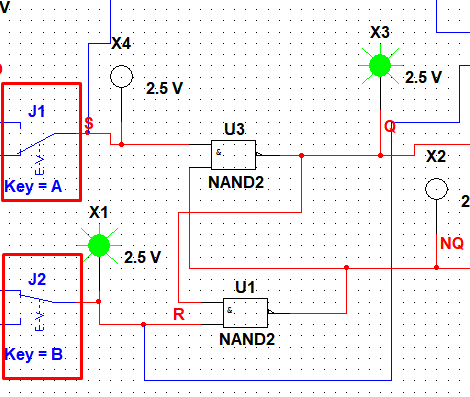 V
X4
X3
2.5 V
2.5 V
J1
S
U3
Q
&
X2
Key = A
NAND2
X1
2
NQ
2.5 V
J2
U1
R
&
NAND2
Key = B